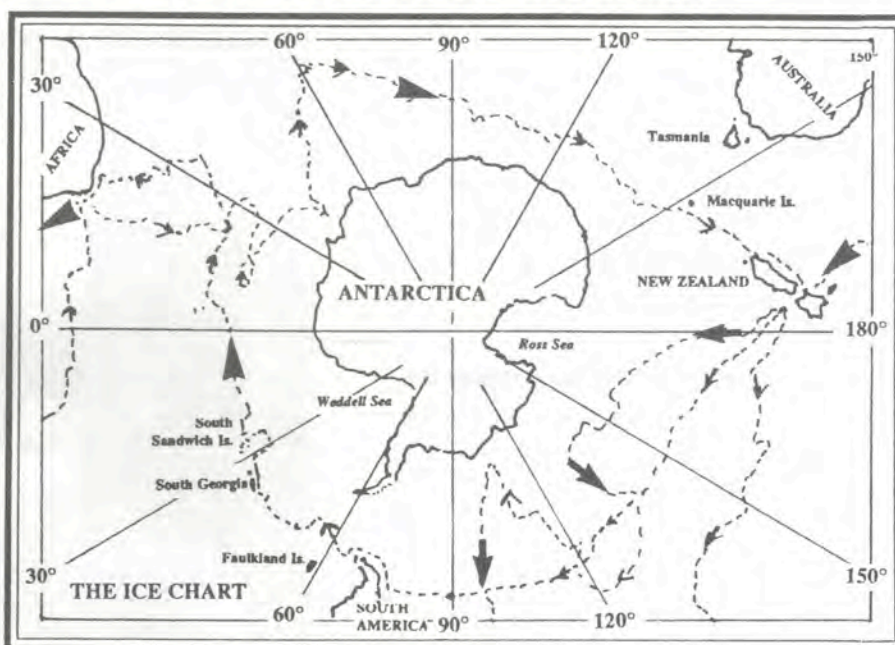 60°
90°
120°
30°
150°
AFRICA
AUSTRALIA
Tasmania
Macquarie Is.
NEW ZEALAND
ANTARCTICA
0°
Ross Sea
180°
Weddell Sea
South
Sandwich Is.
South Georgia
Faulkland Is.
30°
THE ICE CHART
150°
60°
SOUTH
AMERICA
90°
120°